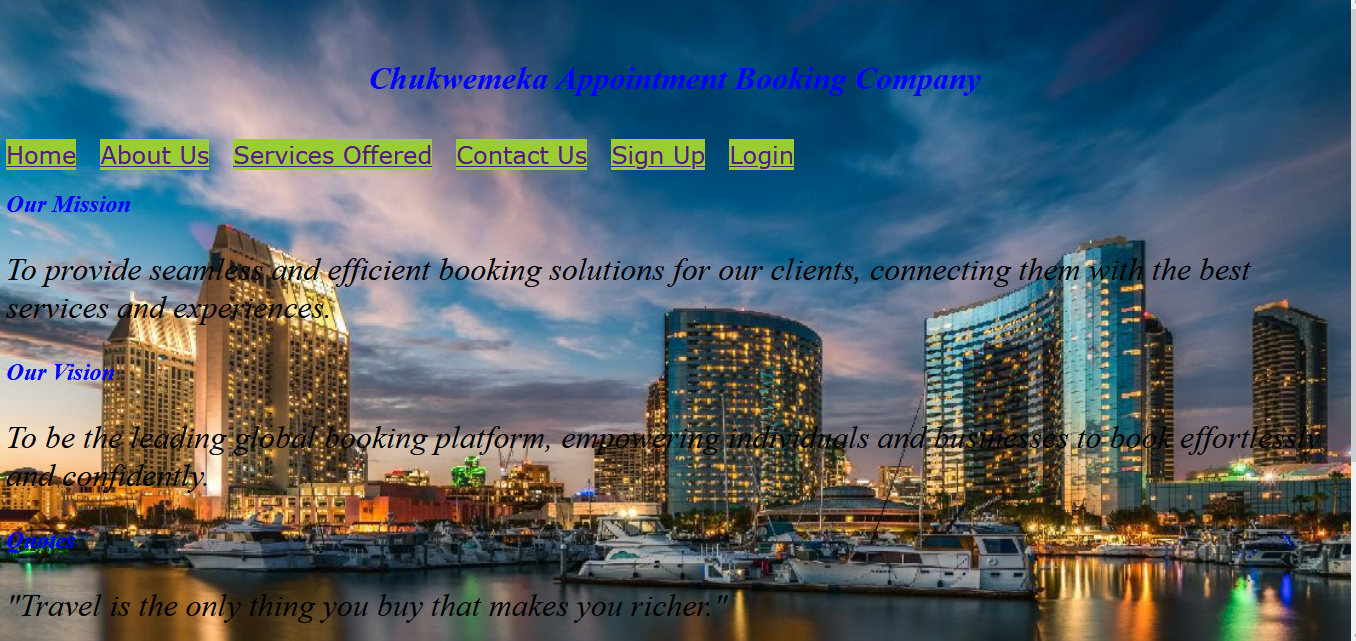 Chukwemeka Appointment Booking Company
Home About Us Services Offered Contact Us Sign Up Login
Our Mission
To provide seamless and efficient booking solutions for our clients, connecting them with the best
services and experiences.
Our Vision
To be the leading global booking platform, empowering individuals and businesses to book effortlessly
and confidently.
Quotes
"Travel is the only thing you buy that makes you richer."